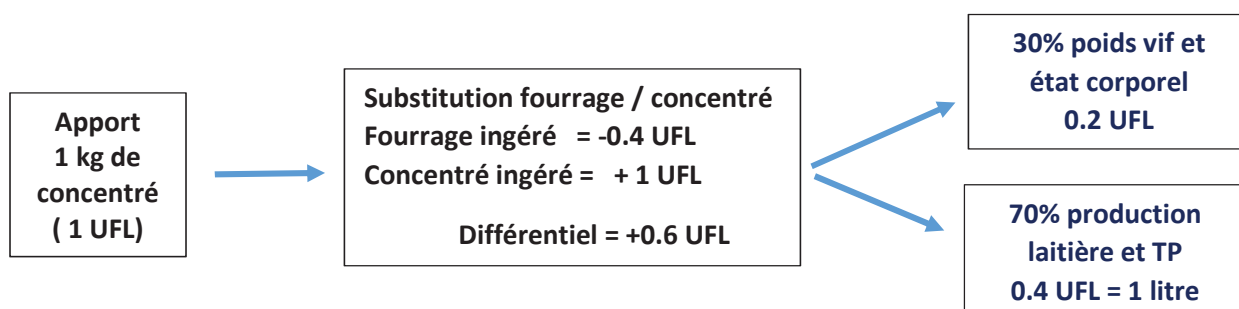 Apport
1 kg de
concentré
( 1 UFL)
Substitution fourrage / concentré
Fourrage ingéré = -0.4 UFL
Concentré ingéré = + 1 UFL
Différentiel = +0.6 UFL
30% poids vif et
état corporel
0.2 UFL
70% production
laitière et TP
0.4 UFL = 1 litre